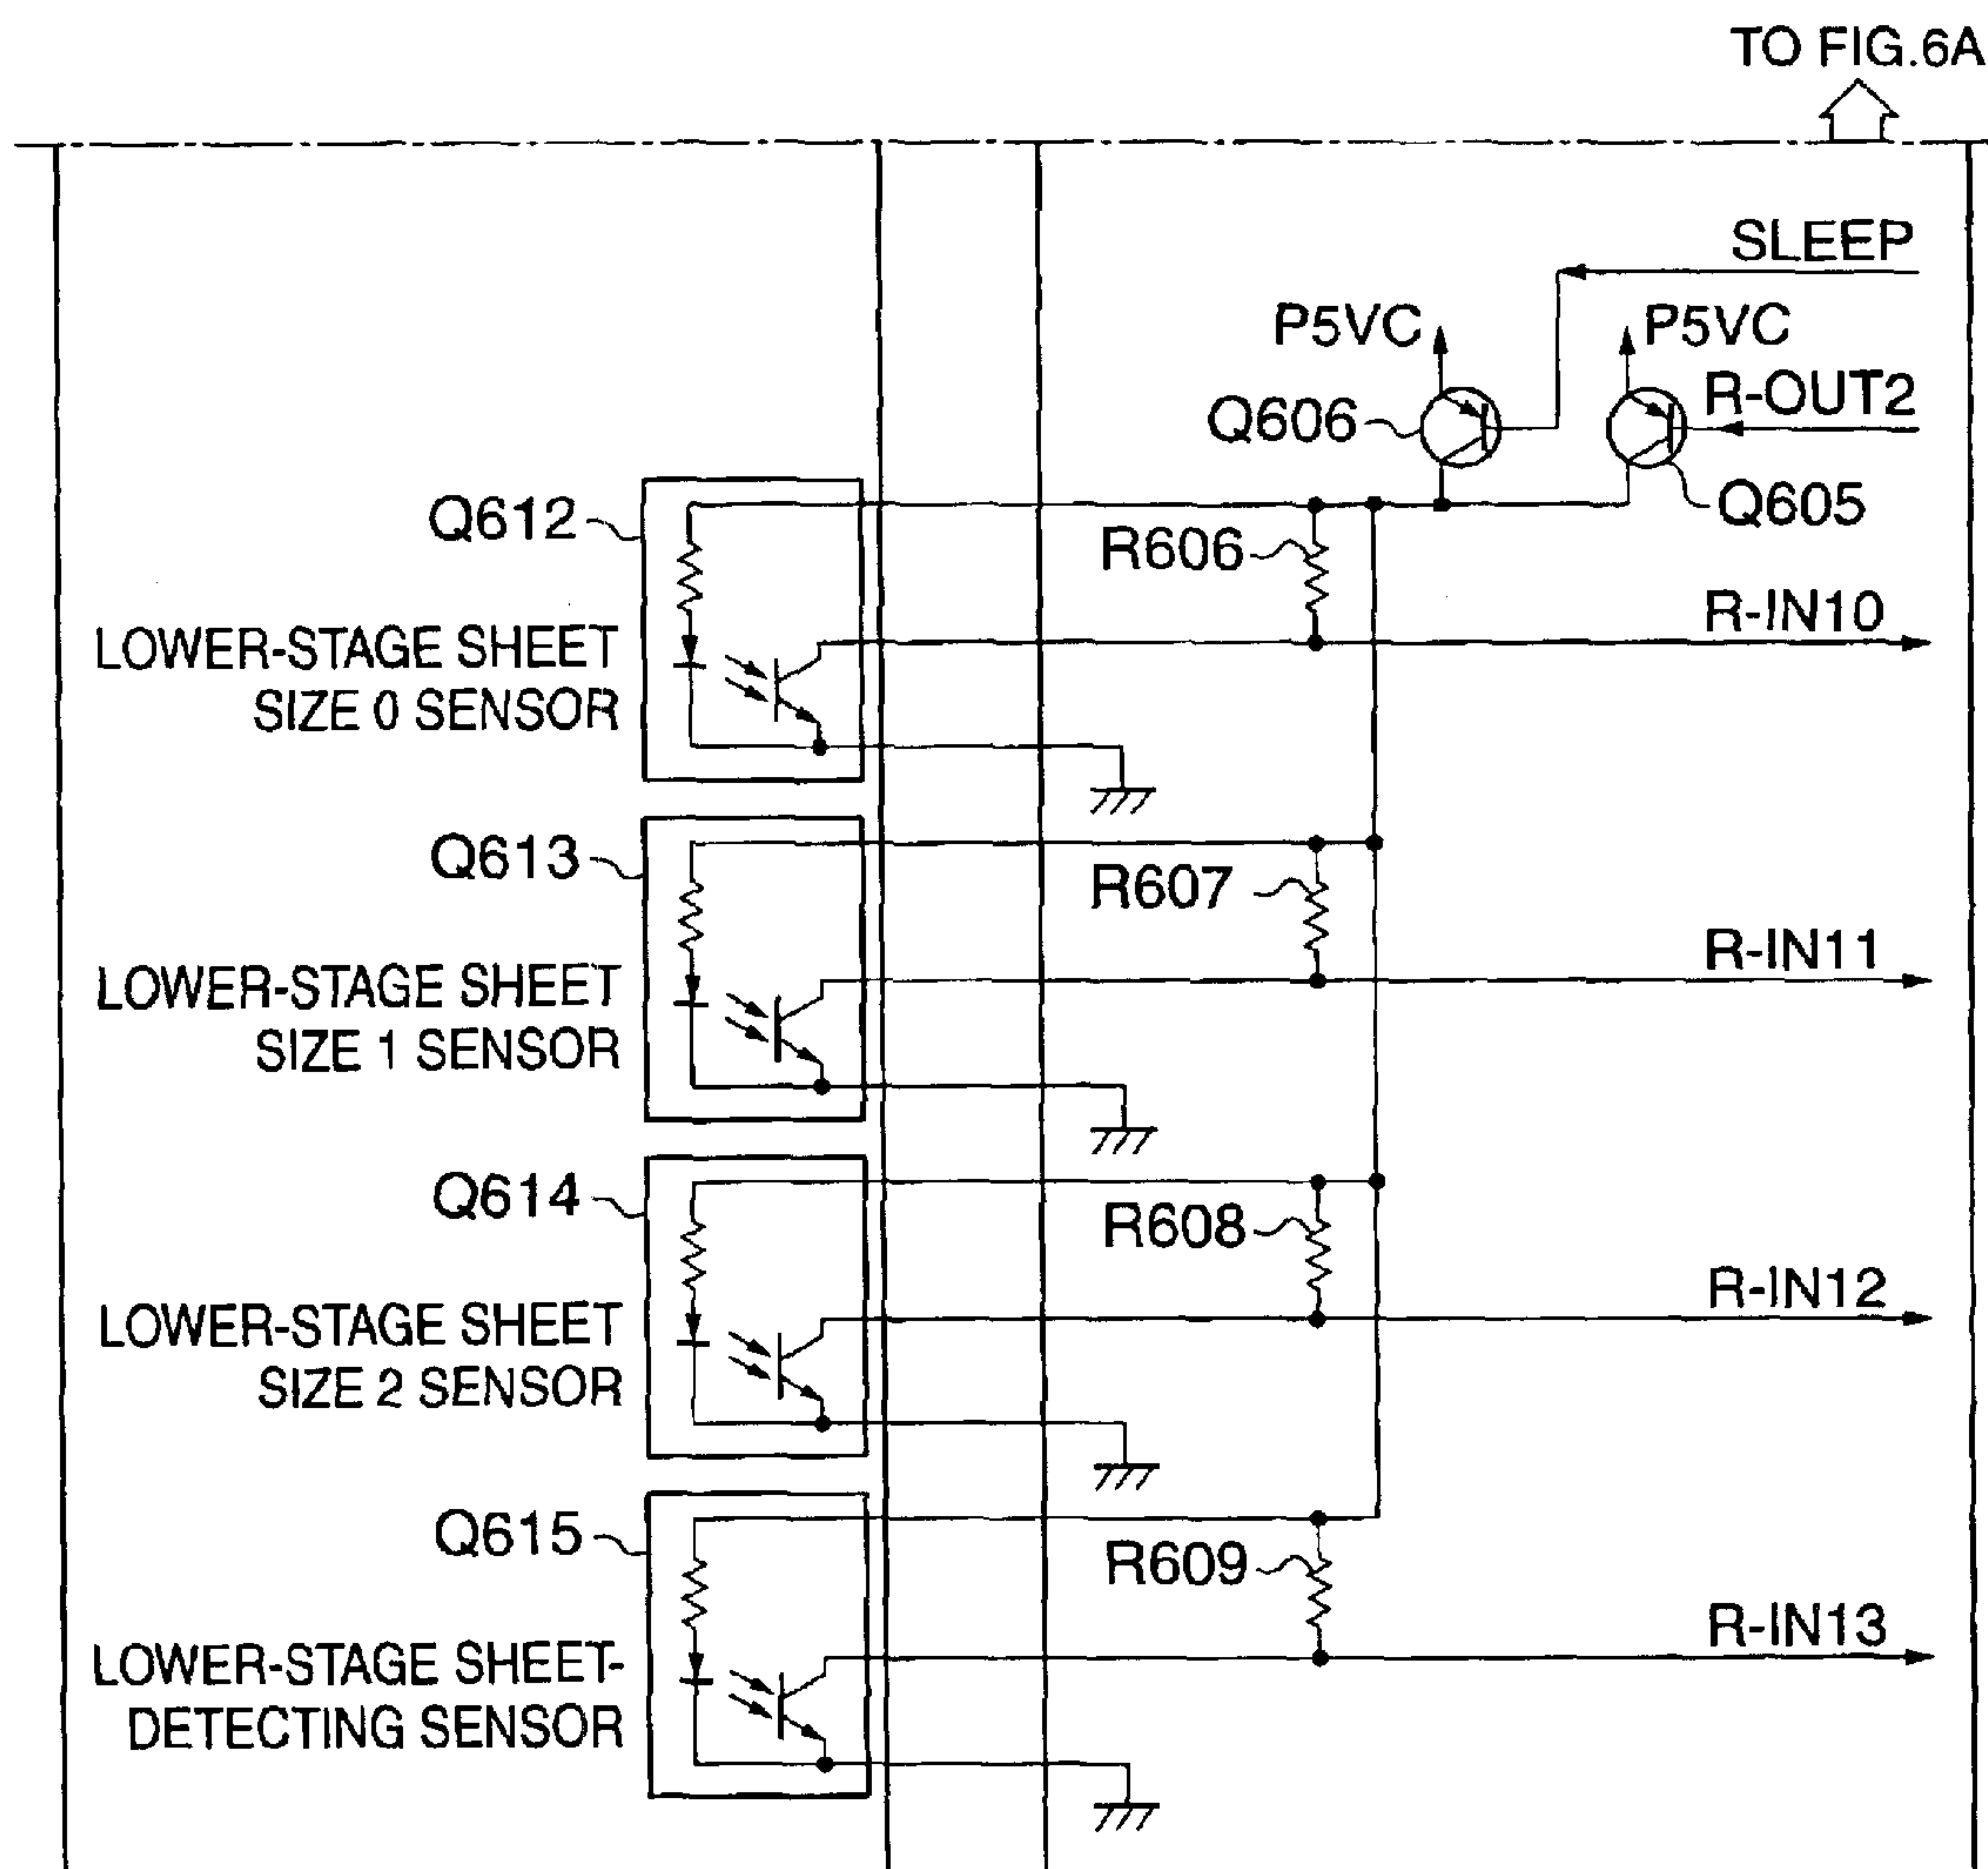 TO FIG.6A
SLEEP
P5VC
P5VC
R-OUT2
Q606
Q605
Q612
R606
R-IN10
LOWER-STAGE SHEET
SIZE 0 SENSOR
Q613
R607
R-IN11
LOWER-STAGE SHEET
SIZE 1 SENSOR
Q614
R608
R-IN12
LOWER-STAGE SHEET
SIZE 2 SENSOR
Q615
R609
R-IN13
LOWER-STAGE SHEET-
DETECTING SENSOR